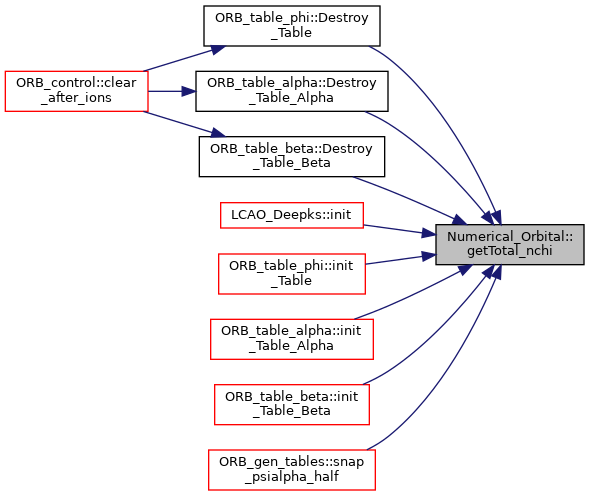 ORB_table_phi::Destroy
_Table
ORB_control::clear
_after_ions
ORB_table_alpha::Destroy
_Table_Alpha
ORB_table_beta::Destroy
_Table_Beta
LCAO_Deepks::init
Numerical_Orbital::
getTotal_nchi
ORB_table_phi::init
_Table
ORB_table_alpha::init
_Table_Alpha
ORB_table_beta::init
_Table_Beta
ORB_gen_tables::snap
_psialpha_half